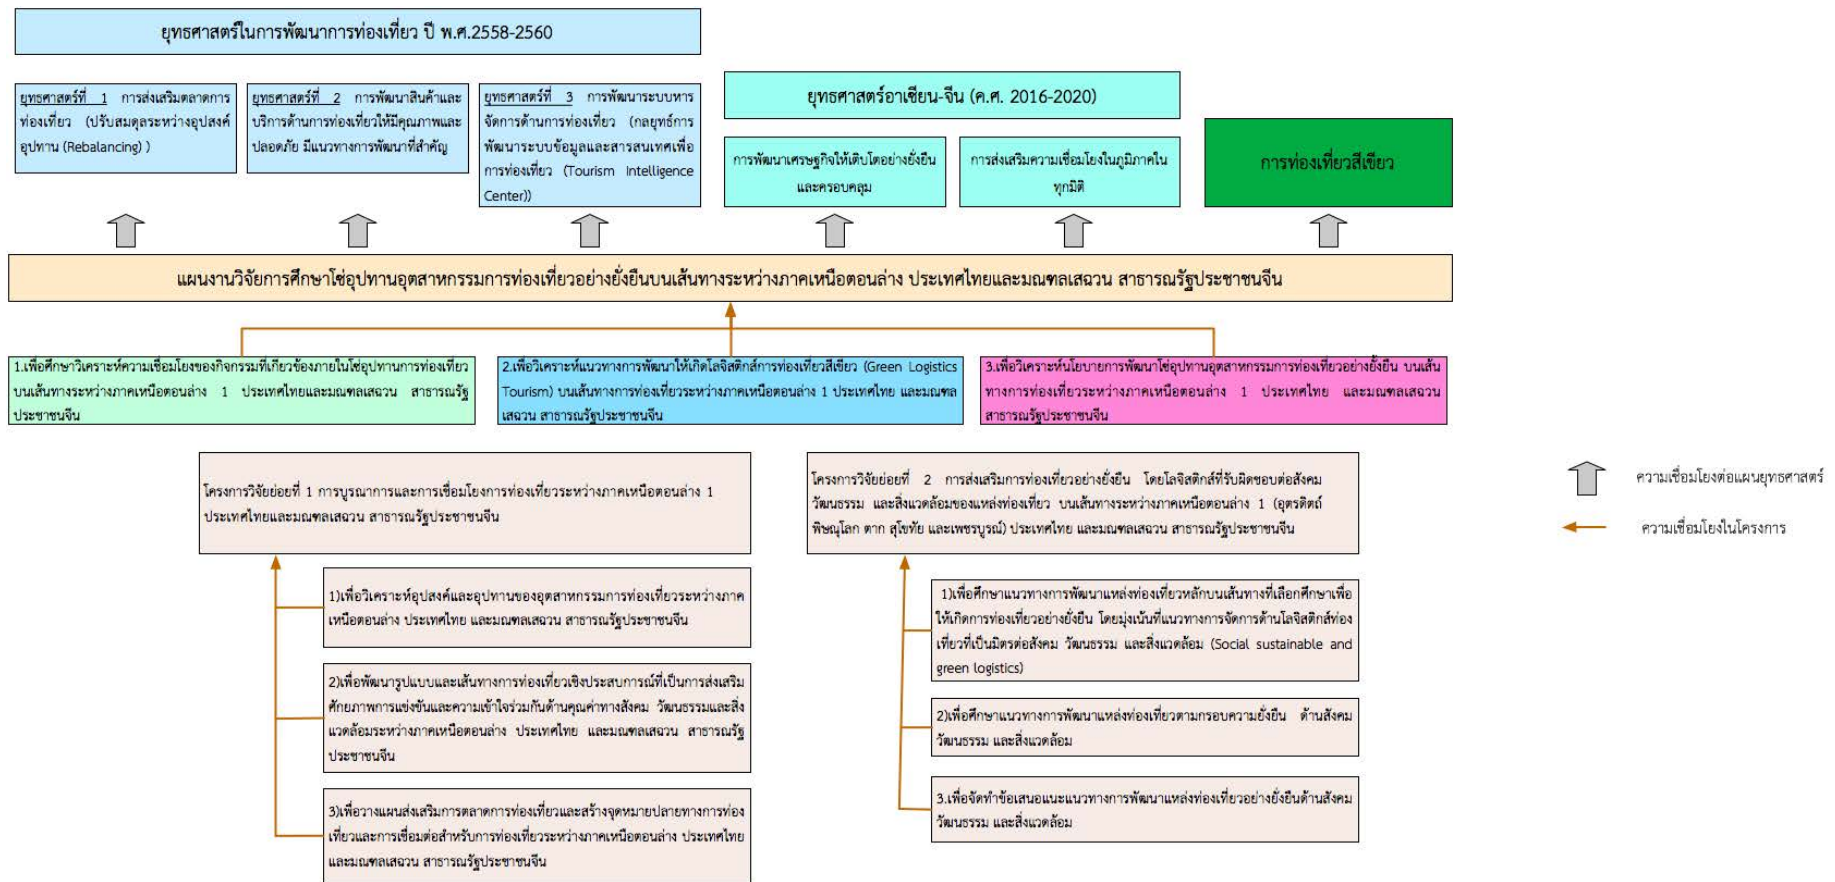 ยุทธศาสตร์ในการพัฒนาการท่องเที่ยว ปี พ.ศ.2558-2560
ยุทธศาสตร์ที่ 1 การส่งเสริมตลาดการ
ท่องเที่ยว (ปรับสมดุลระหว่างอุปสงค์
อุปทาน (Rebalancing) )
ยุทธศาสตร์ที่ 2 การพัฒนาสินค้าและ
บริการด้านการท่องเที่ยวให้มีคุณภาพและ
ปลอดภัย มีแนวทางการพัฒนาที่สำคัญ
ยุทธศาสตร์ที่ 3 การพัฒนาระบบหาร
จัดการด้านการท่องเที่ยว (กลยุทธ์การ
พัฒนาระบบข้อมูลและสารสนเทศเพื่อ
การท่องเที่ยว (Tourism Intelligence
Center))
ยุทธศาสตร์อาเซียน-จีน (ค.ศ. 2016-2020)
การพัฒนาเศรษฐกิจให้เติบโตอย่างยั่งยืน
และครอบคลุม
การส่งเสริมความเชื่อมโยงในภูมิภาคใน
ทุกมิติ
การท่องเที่ยวสีเขียว
แผนงานวิจัยการศึกษาโซ่อุปทานอุตสาหกรรมการท่องเที่ยวอย่างยั่งยืนบนเส้นทางระหว่างภาคเหนือตอนล่าง ประเทศไทยและมณฑลเสฉวน สาธารณรัฐประชาชนจีน
1.เพื่อศึกษาวิเคราะห์ความเชื่อมโยงของกิจกรรมที่เกี่ยวข้องภายในโซ่อุปทานการท่องเที่ยว
บนเส้นทางระหว่างภาคเหนือตอนล่าง 1 ประเทศไทยและมณฑลเสฉวน สาธารณรัฐ
ประชาชนจีน
2.เพื่อวิเคราะห์แนวทางการพัฒนาให้เกิดโลจิสติกส์การท่องเที่ยวสีเขียว (Green Logistics
Tourism) บนเส้นทางการท่องเที่ยวระหว่างภาคเหนือตอนล่าง 1 ประเทศไทย และมณฑล
เสฉวน สาธารณรัฐประชาชนจีน
3.เพื่อวิเคราะห์นโยบายการพัฒนาโซ่อุปทานอุตสาหกรรมการท่องเที่ยวอย่างยั้งยืน บนเส้น
ทางการท่องเที่ยวระหว่างภาคเหนือตอนล่าง 1 ประเทศไทย และมณฑลเสฉวน
สาธารณรัฐประชาชนจีน
โครงการวิจัยย่อยที่ 1 การบูรณาการและการเชื่อมโยงการท่องเที่ยวระหว่างภาคเหนือตอนล่าง 1
ประเทศไทยและมณฑลเสฉวน สาธารณรัฐประชาชนจีน
1)เพื่อวิเคราะห์อุปสงค์และอุปทานของอุตสาหกรรมการท่องเที่ยวระหว่างภาค
เหนือตอนล่าง ประเทศไทย และมณฑลเสฉวน สาธารณรัฐประชาชนจีน
2)เพื่อพัฒนารูปแบบและเส้นทางการท่องเที่ยวเชิงประสบการณ์ที่เป็นการส่งเสริม
ศักยภาพการแข่งขันและความเข้าใจร่วมกันด้านคุณค่าทางสังคม วัฒนธรรมและสิ่ง
แวดล้อมระหว่างภาคเหนือตอนล่าง ประเทศไทย และมณฑลเสฉวน สาธารณรัฐ
ประชาชนจีน
3)เพื่อวางแผนส่งเสริมการตลาดการท่องเที่ยวและสร้างจุดหมายปลายทางการท่อง
เที่ยวและการเชื่อมต่อสำหรับการท่องเที่ยวระหว่างภาคเหนือตอนล่าง ประเทศไทย
และมณฑลเสฉวน สาธารณรัฐประชาชนจีน
โครงการวิจัยย่อยที่ 2 การส่งเสริมการท่องเที่ยวอย่างยั่งยืน โดยโลจิสติกส์ที่รับผิดชอบต่อสังคม
วัฒนธรรม และสิ่งแวดล้อมของแหล่งท่องเที่ยว บนเส้นทางระหว่างภาคเหนือตอนล่าง 1 (อุตรดิตถ์
พิษณุโลก ตาก สุโขทัย และเพชรบูรณ์) ประเทศไทย และมณฑลเสฉวน สาธารณรัฐประชาชนจีน
1)เพื่อศึกษาแนวทางการพัฒนาแหล่งท่องเที่ยวหลักบนเส้นทางที่เลือกศึกษาเพื่อ
ให้เกิดการท่องเที่ยวอย่างยั่งยืน โดยมุ่งเน้นที่แนวทางการจัดการด้านโลจิสติกส์ท่อง
เที่ยวที่เป็นมิตรต่อสังคม วัฒนธรรม และสิ่งแวดล้อม (Social sustainable and
green logistics)
2)เพื่อศึกษาแนวทางการพัฒนาแหล่งท่องเที่ยวตามกรอบความยั่งยืน ด้านสังคม
วัฒนธรรม และสิ่งแวดล้อม
3.เพื่อจัดทำข้อเสนอแนะแนวทางการพัฒนาแหล่งท่องเที่ยวอย่างยั่งยืนด้านสังคม
วัฒนธรรม และสิ่งแวดล้อม
ความเชื่อมโยงต่อแผนยุทธศาสตร์
ความเชื่อมโยงในโครงการ